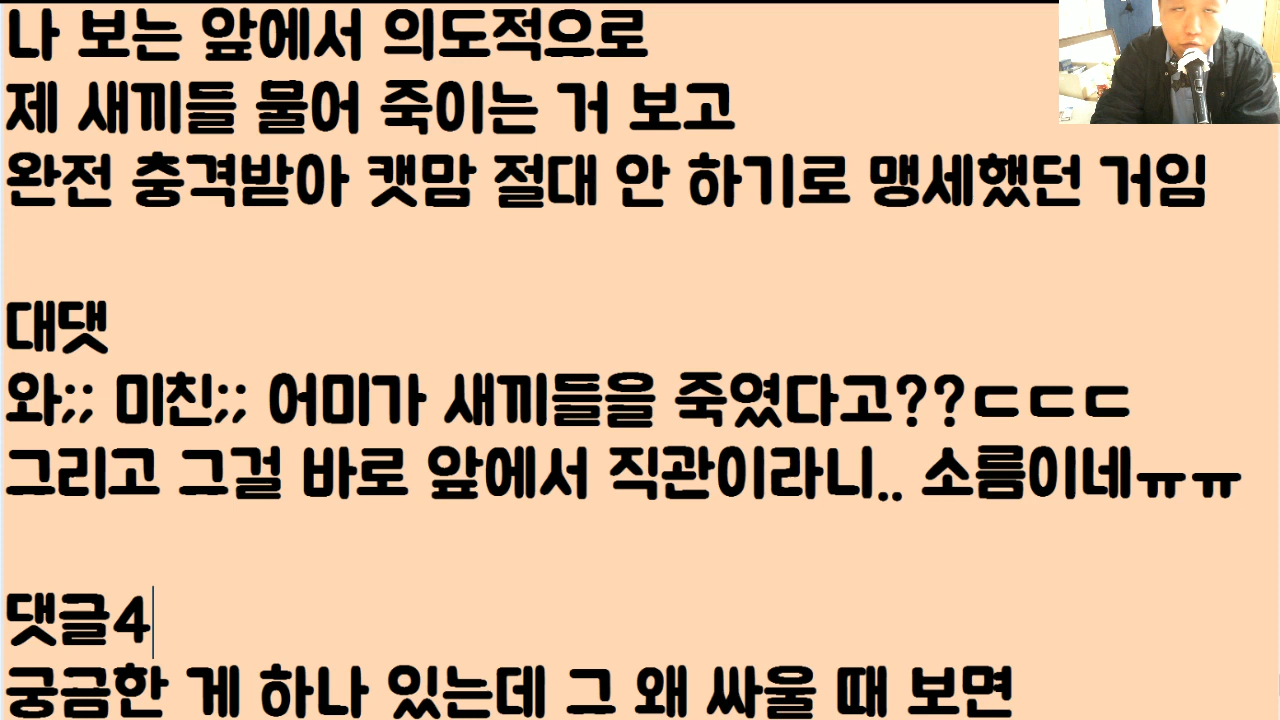 나 보는 앞에서 의도적으로
제 새끼들 물어 죽이는 거 보고
완전 충격받아 캣맘 절대 안 하기로 맹세했던 거임
대댓
와;; 미친;; 어미가 새끼들을 죽였다고??ㄷㄷㄷ
그리고 그걸 바로 앞에서 직관이라니.. 소름이네ㅠㅠ
댓글4
궁금한 게 하나 있는데 그 왜 싸울 때 보면